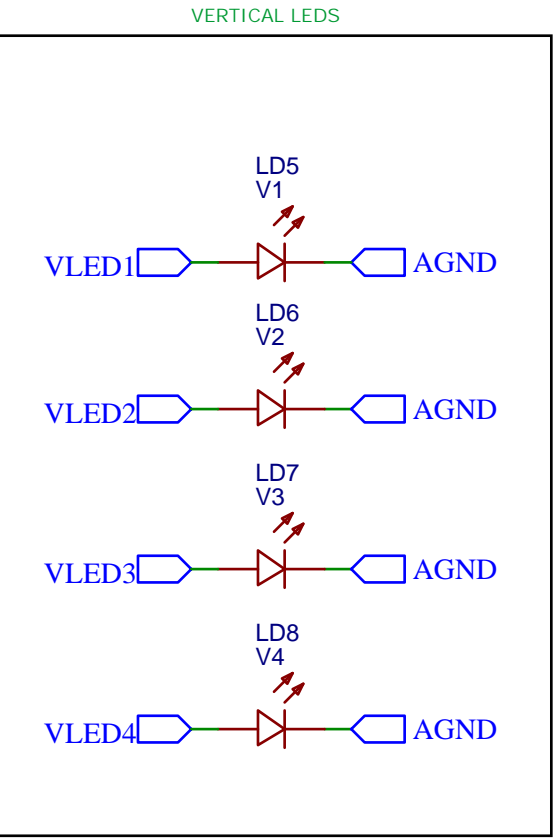 VERTICAL LEDS
LD5
V1
VLED1 AGND
LD6
V2
VLED2 AGND
LD7
V3
VLED3 AGND
LD8
V4
VLED4 AGND